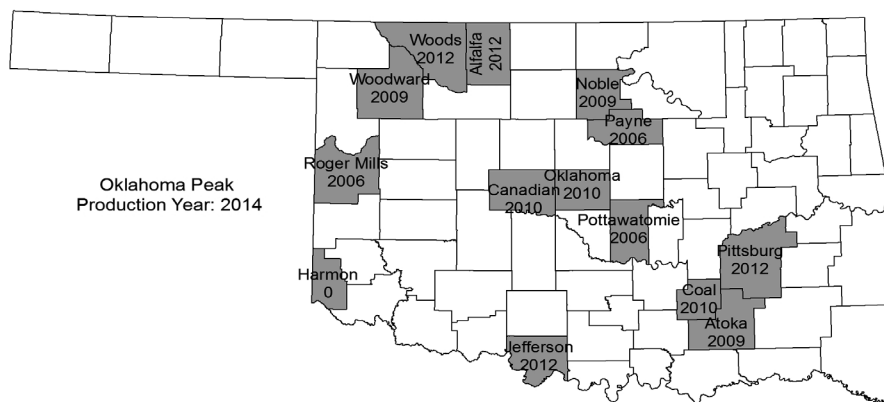 Woods
2012
Alfalfa
2012
Woodward
2009
Noble
2009
Payne
2006
Roger Mills
2006
Oklahoma Peak
Production Year: 2014
Canadian
2010
Oklahoma
2010
Pottawatomie
2006
Pittsburg
2012
Harmon
0
Coal
2010
Atoka
2009
Jefferson
2012